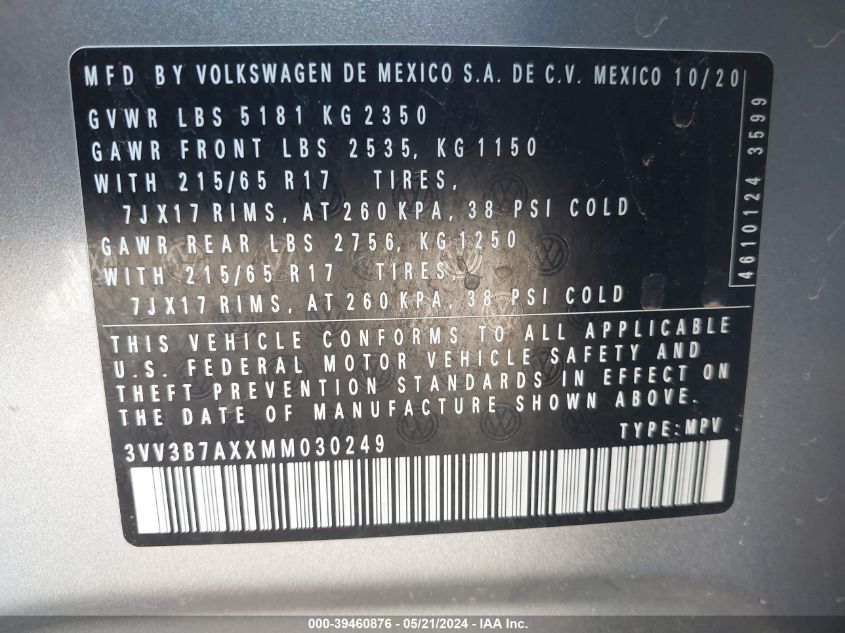 MFD BY VOLKSWAGEN DE MEXICO S.A. DE C.V. MEXICO 10/20
GVWR LBS 5181 KG 2350
GAWR FRONT LBS 2535, KG 1150
WITH 215/65 R17 TIRES,
7JX17 RIMS, AT 260 KPA, 38 PSI COLD
GAWR REAR LBS 2756, KG 1250
WITH 215/65 R17 TIRES,
7JX17 RIMS, AT 260 KPA, 38 PSI COLD
4610124 3599
THIS VEHICLE CONFORMS TO ALL APPLICABLE
U.S. FEDERAL MOTOR VEHICLE SAFETY AND
THEFT PREVENTION STANDARDS IN EFFECT ON
THE DATE OF MANUFACTURE SHOWN ABOVE.
3VV3B7AXXMM030249 TYPE: MPV
000-39460876 - 05/21/2024 - IAA Inc.